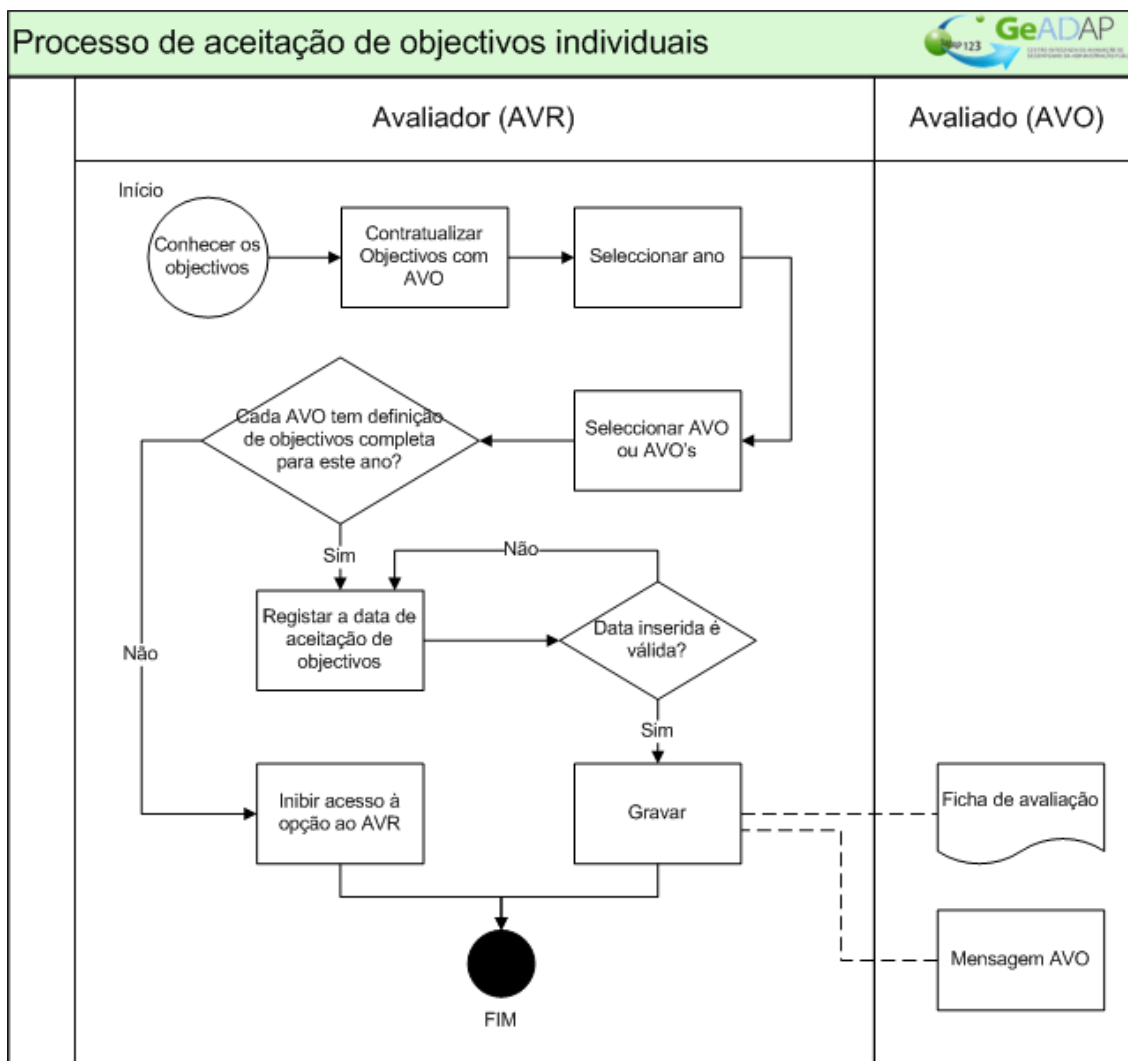 Processo de aceitação de objectivos individuais
GeADAP
123
Avaliador (AVR)
Avaliado (AVO)
Início
Conhecer os
objectivos
Contratualizar
Objectivos com
AVO
Seleccionar ano
Cada AVO tem definição
de objectivos completa
para este ano?
Seleccionar AVO
ou AVO's
Sim
Não
Registar a data de
aceitação de
objectivos
Data inserida é
válida?
Não
Sim
Inibir acesso à
opção ao AVR
Gravar
Ficha de avaliação
Mensagem AVO
FIM